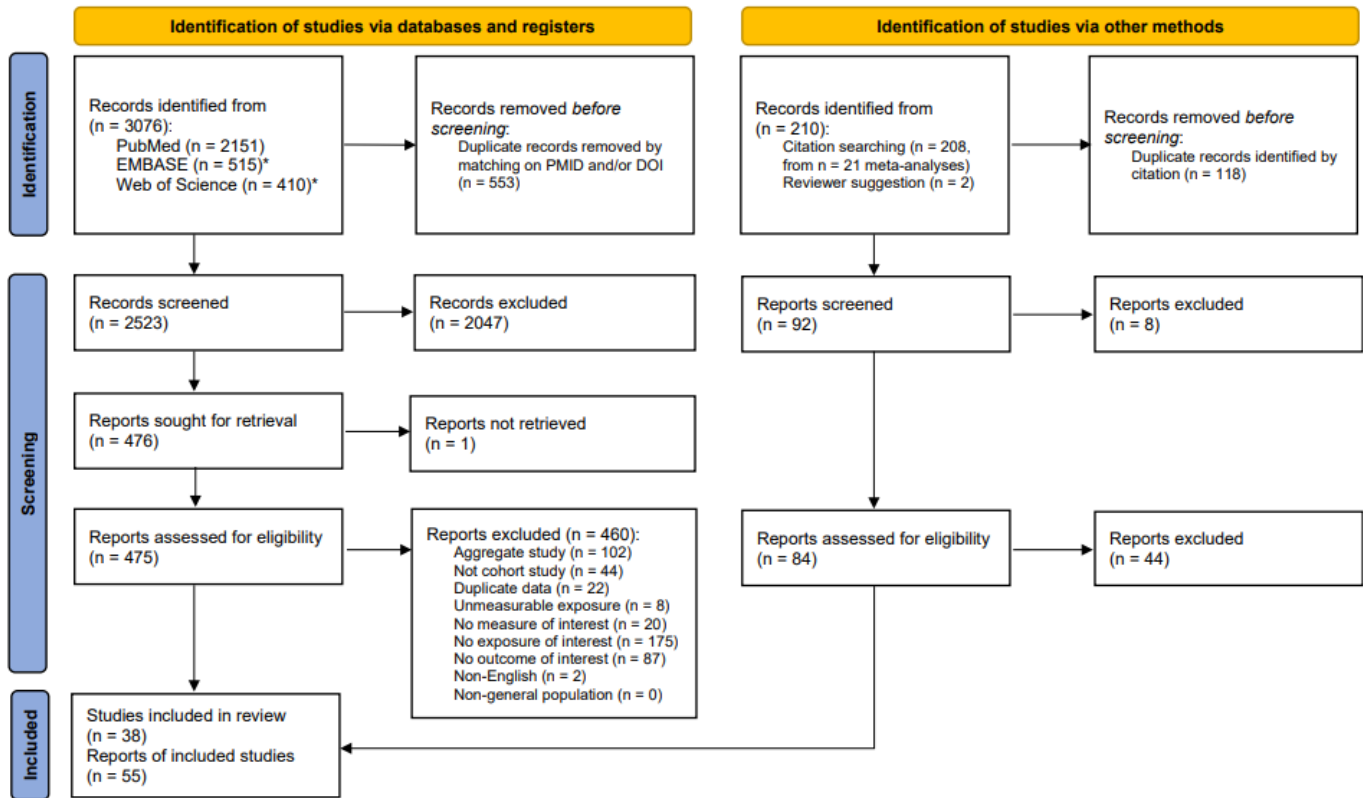 Identification of studies via databases and registers
Identification of studies via other methods
Identification
Records identified from
(n = 3076):
PubMed (n = 2151)
EMBASE (n = 515)*
Web of Science (n = 410)*
Records removed before
screening:
Duplicate records removed by
matching on PMID and/or DOI
(n = 553)
Records identified from
(n = 210):
Citation searching (n = 208,
from n = 21 meta-analyses)
Reviewer suggestion (n = 2)
Records removed before
screening:
Duplicate records identified by
citation (n = 118)
Screening
Records screened
(n = 2523)
Records excluded
(n = 2047)
Reports screened
(n = 92)
Reports excluded
(n = 8)
Reports sought for retrieval
(n = 476)
Reports not retrieved
(n = 1)
Reports assessed for eligibility
(n = 475)
Reports excluded (n = 460):
Aggregate study (n = 102)
Not cohort study (n = 44)
Duplicate data (n = 22)
Unmeasurable exposure (n = 8)
No measure of interest (n = 20)
No exposure of interest (n = 175)
No outcome of interest (n = 87)
Non-English (n = 2)
Non-general population (n = 0)
Reports assessed for eligibility
(n = 84)
Reports excluded
(n = 44)
Included
Studies included in review
(n = 38)
Reports of included studies
(n = 55)